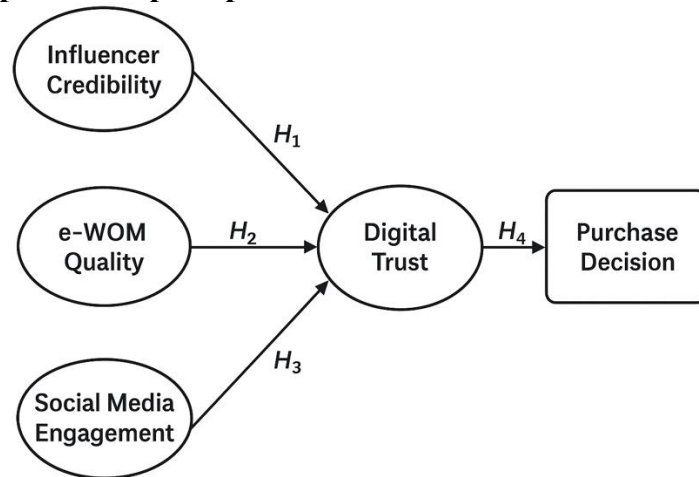 Influencer
Credibility
H1
e-WOM
Quality
H2
Digital
Trust
H4
Purchase
Decision
H3
Social Media
Engagement